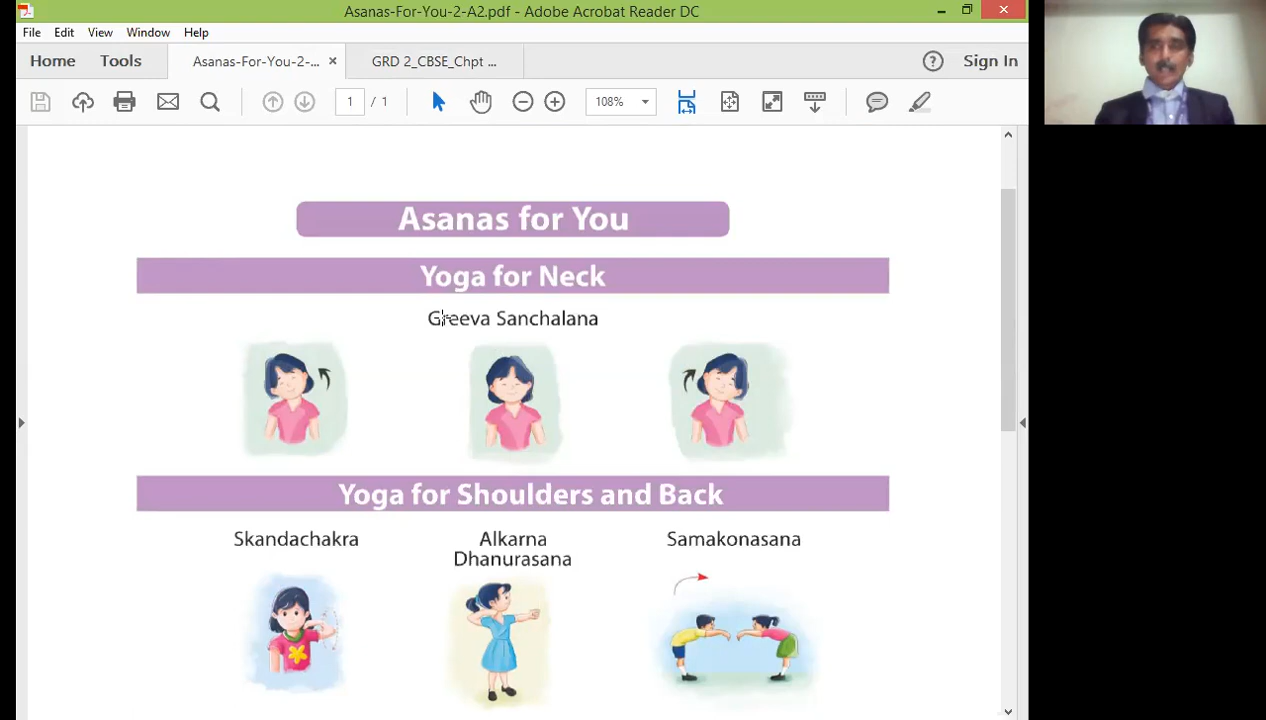 Asanas-For-You-2-A2.pdf - Adobe Acrobat Reader DC
File Edit View Window Help
Home Tools Asanas-For-You-2-... GRD 2_CBSE_Chpt ... Sign In
1 / 1 108%
Asanas for You
Yoga for Neck
Greeva Sanchalana
Yoga for Shoulders and Back
Skandachakra
Alkarna
Dhanurasana
Samakonasana